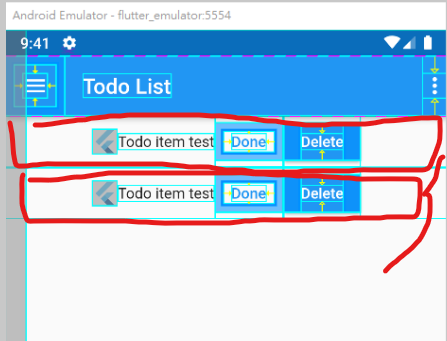 Android Emulator - flutter_emulator:5554
9:41
Todo List
Todo item test Done Delete
Todo item test Done Delete